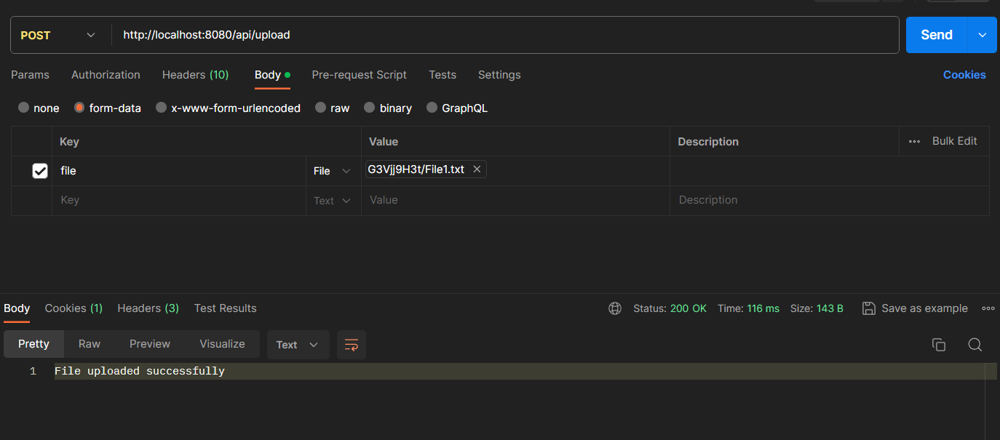 POST http://localhost:8080/api/upload Send
Params Authorization Headers (10) Body Pre-request Script Tests Settings Cookies
none form-data x-www-form-urlencoded raw binary GraphQL
Key Value Description Bulk Edit
file File G3Vjj9H3t/File1.txt
Key Text Value Description
Body Cookies (1) Headers (3) Test Results Status: 200 OK Time: 116 ms Size: 143 B Save as example
Pretty Raw Preview Visualize Text
1 File uploaded successfully